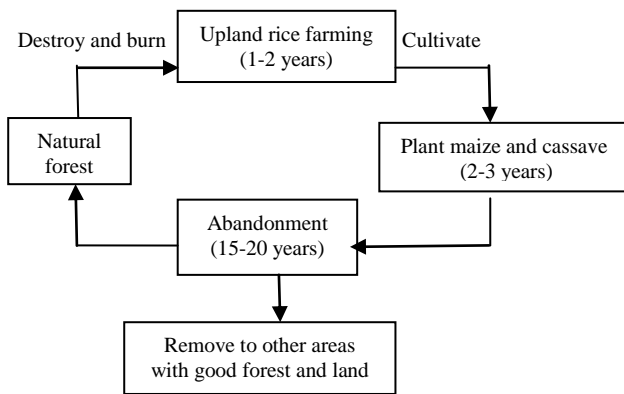 Destroy and burn
Upland rice farming
(1-2 years)
Cultivate
Natural
forest
Plant maize and cassave
(2-3 years)
Abandonment
(15-20 years)
Remove to other areas
with good forest and land